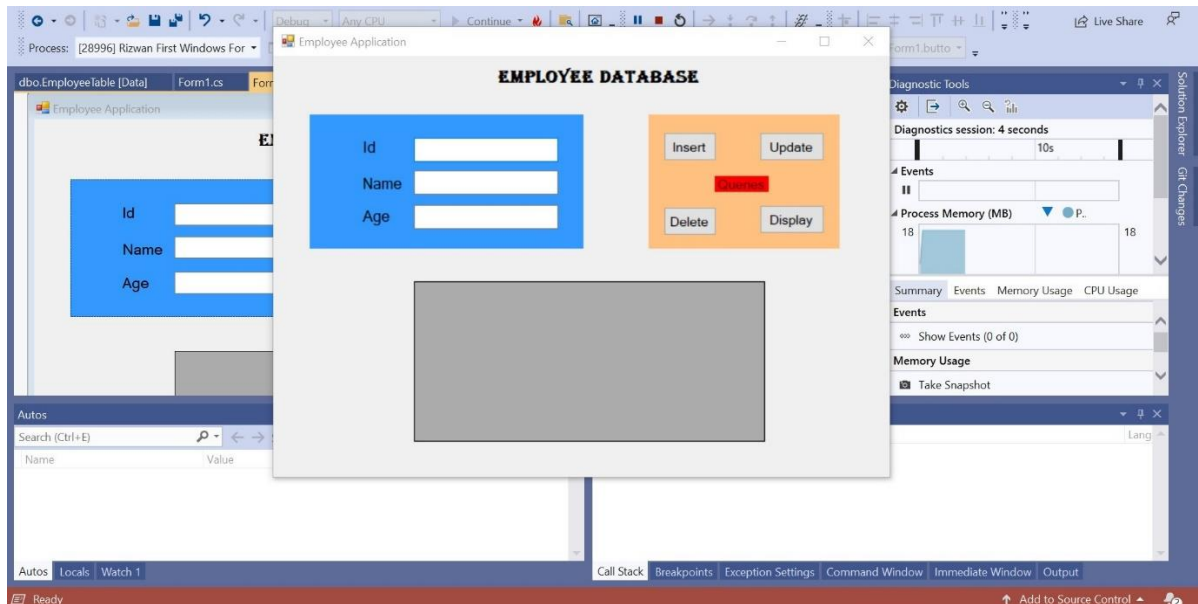 Debug Any CPU Continue Live Share
Process: [28996] Rizwan First Windows For
Form1.butto
dbo.EmployeeTable [Data] Form1.cs For
Employee Application
EM
Id
Name
Age
Employee Application
EMPLOYEE DATABASE
Id
Name
Age
Insert Update
Queries
Delete Display
Diagnostic Tools
Diagnostics session: 4 seconds
10s
Events
Process Memory (MB) P..
18 18
Summary Events Memory Usage CPU Usage
Events
Show Events (0 of 0)
Memory Usage
Take Snapshot
Solution Explorer
Git Changes
Autos
Search (Ctrl+E)
Name Value
Lang
Autos Locals Watch 1
Call Stack Breakpoints Exception Settings Command Window Immediate Window Output
Ready
Add to Source Control